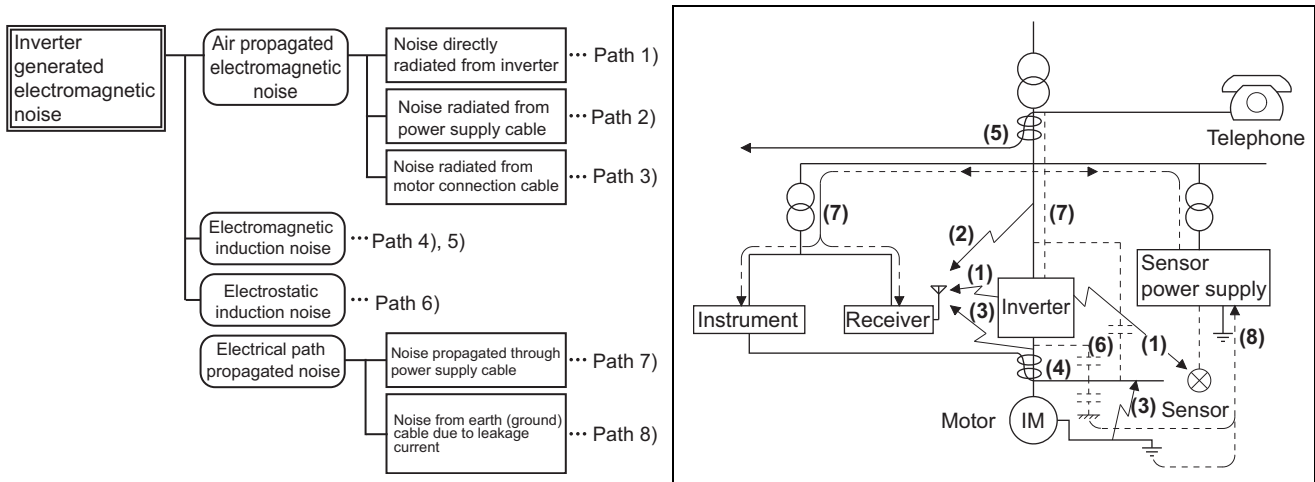 Inverter
generated
electromagnetic
noise
Air propagated
electromagnetic
noise
Noise directly
radiated from inverter
··· Path 1)
Noise radiated from
power supply cable
··· Path 2)
Noise radiated from
motor connection cable
··· Path 3)
Electromagnetic
induction noise
···Path 4), 5)
Electrostatic
induction noise
··· Path 6)
Electrical path
propagated noise
Noise propagated through
power supply cable
··· Path 7)
Noise from earth (ground)
cable due to leakage
current
··· Path 8)
Telephone
(5)
(7)
(7)
(2)
(1)
(3)
Instrument
Receiver
Inverter
Sensor
power supply
(6)
(1)
(8)
(4)
(3)
Sensor
Motor
IM